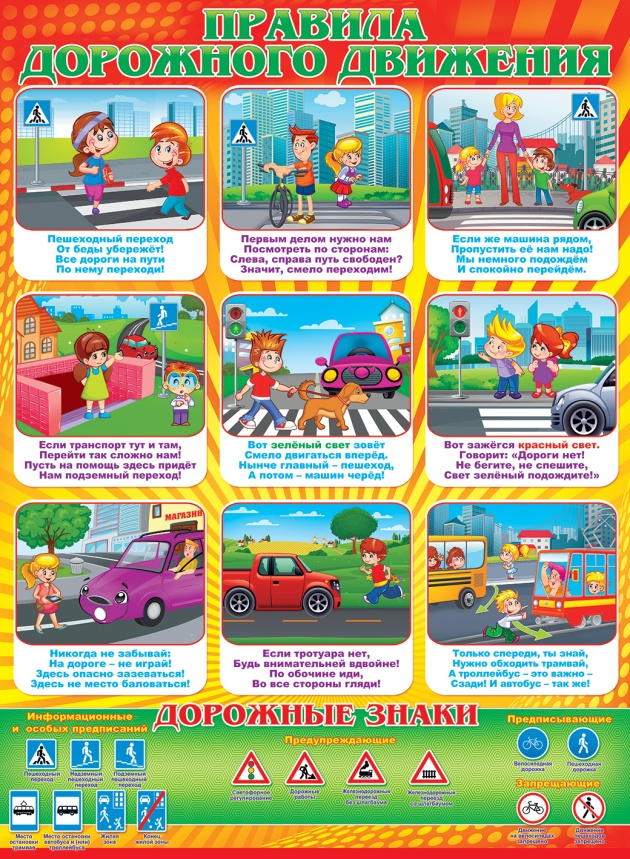 ПРАВИЛА
ДОРОЖНОГО ДВИЖЕНИЯ
Пешеходный переход
От беды убережёт!
Все дороги на пути
По нему переходи!
Первым делом нужно нам
Посмотреть по сторонам:
Слева, справа путь свободен?
Значит, смело переходим!
Если же машина рядом,
Пропустить её нам надо!
Мы немного подождём
И спокойно перейдём.
Если транспорт тут и там,
Перейти так сложно нам!
Пусть на помощь здесь придёт
Нам подземный переход!
Вот зелёный свет зовёт
Смело двигаться вперёд.
Нынче главный – пешеход,
А потом – машин черёд!
Вот зажёгся красный свет.
Говорит: «Дороги нет!
Не бегите, не спешите,
Свет зелёный подождите!»
МАГАЗИН
Никогда не забывай:
На дороге – не играй!
Здесь опасно зазеваться!
Здесь не место баловаться!
Если тротуара нет,
Будь внимательней вдвойне!
По обочине иди,
Во все стороны гляди!
Только спереди, ты знай,
Нужно обходить трамвай,
А троллейбус – это важно –
Сзади! И автобус – так же!
ДОРОЖНЫЕ ЗНАКИ
Информационные
и особых предписаний
Пешеходный
переход
Надземный
пешеходный
переход
Подземный
пешеходный
переход
Место
остановки
трамвая
Место остановки
автобуса и (или)
троллейбуса
Жилая
зона
Конец
жилой зоны
Предупреждающие
Светофорное
регулирование
Дорожные
работы
Железнодорожный
переезд
без шлагбаума
Железнодорожный
переезд
со шлагбаумом
Предписывающие
Велосипедная
дорожка
Пешеходная
дорожка
Запрещающие
Движение
на велосипедах
запрещено
Движение
пешеходов
запрещено